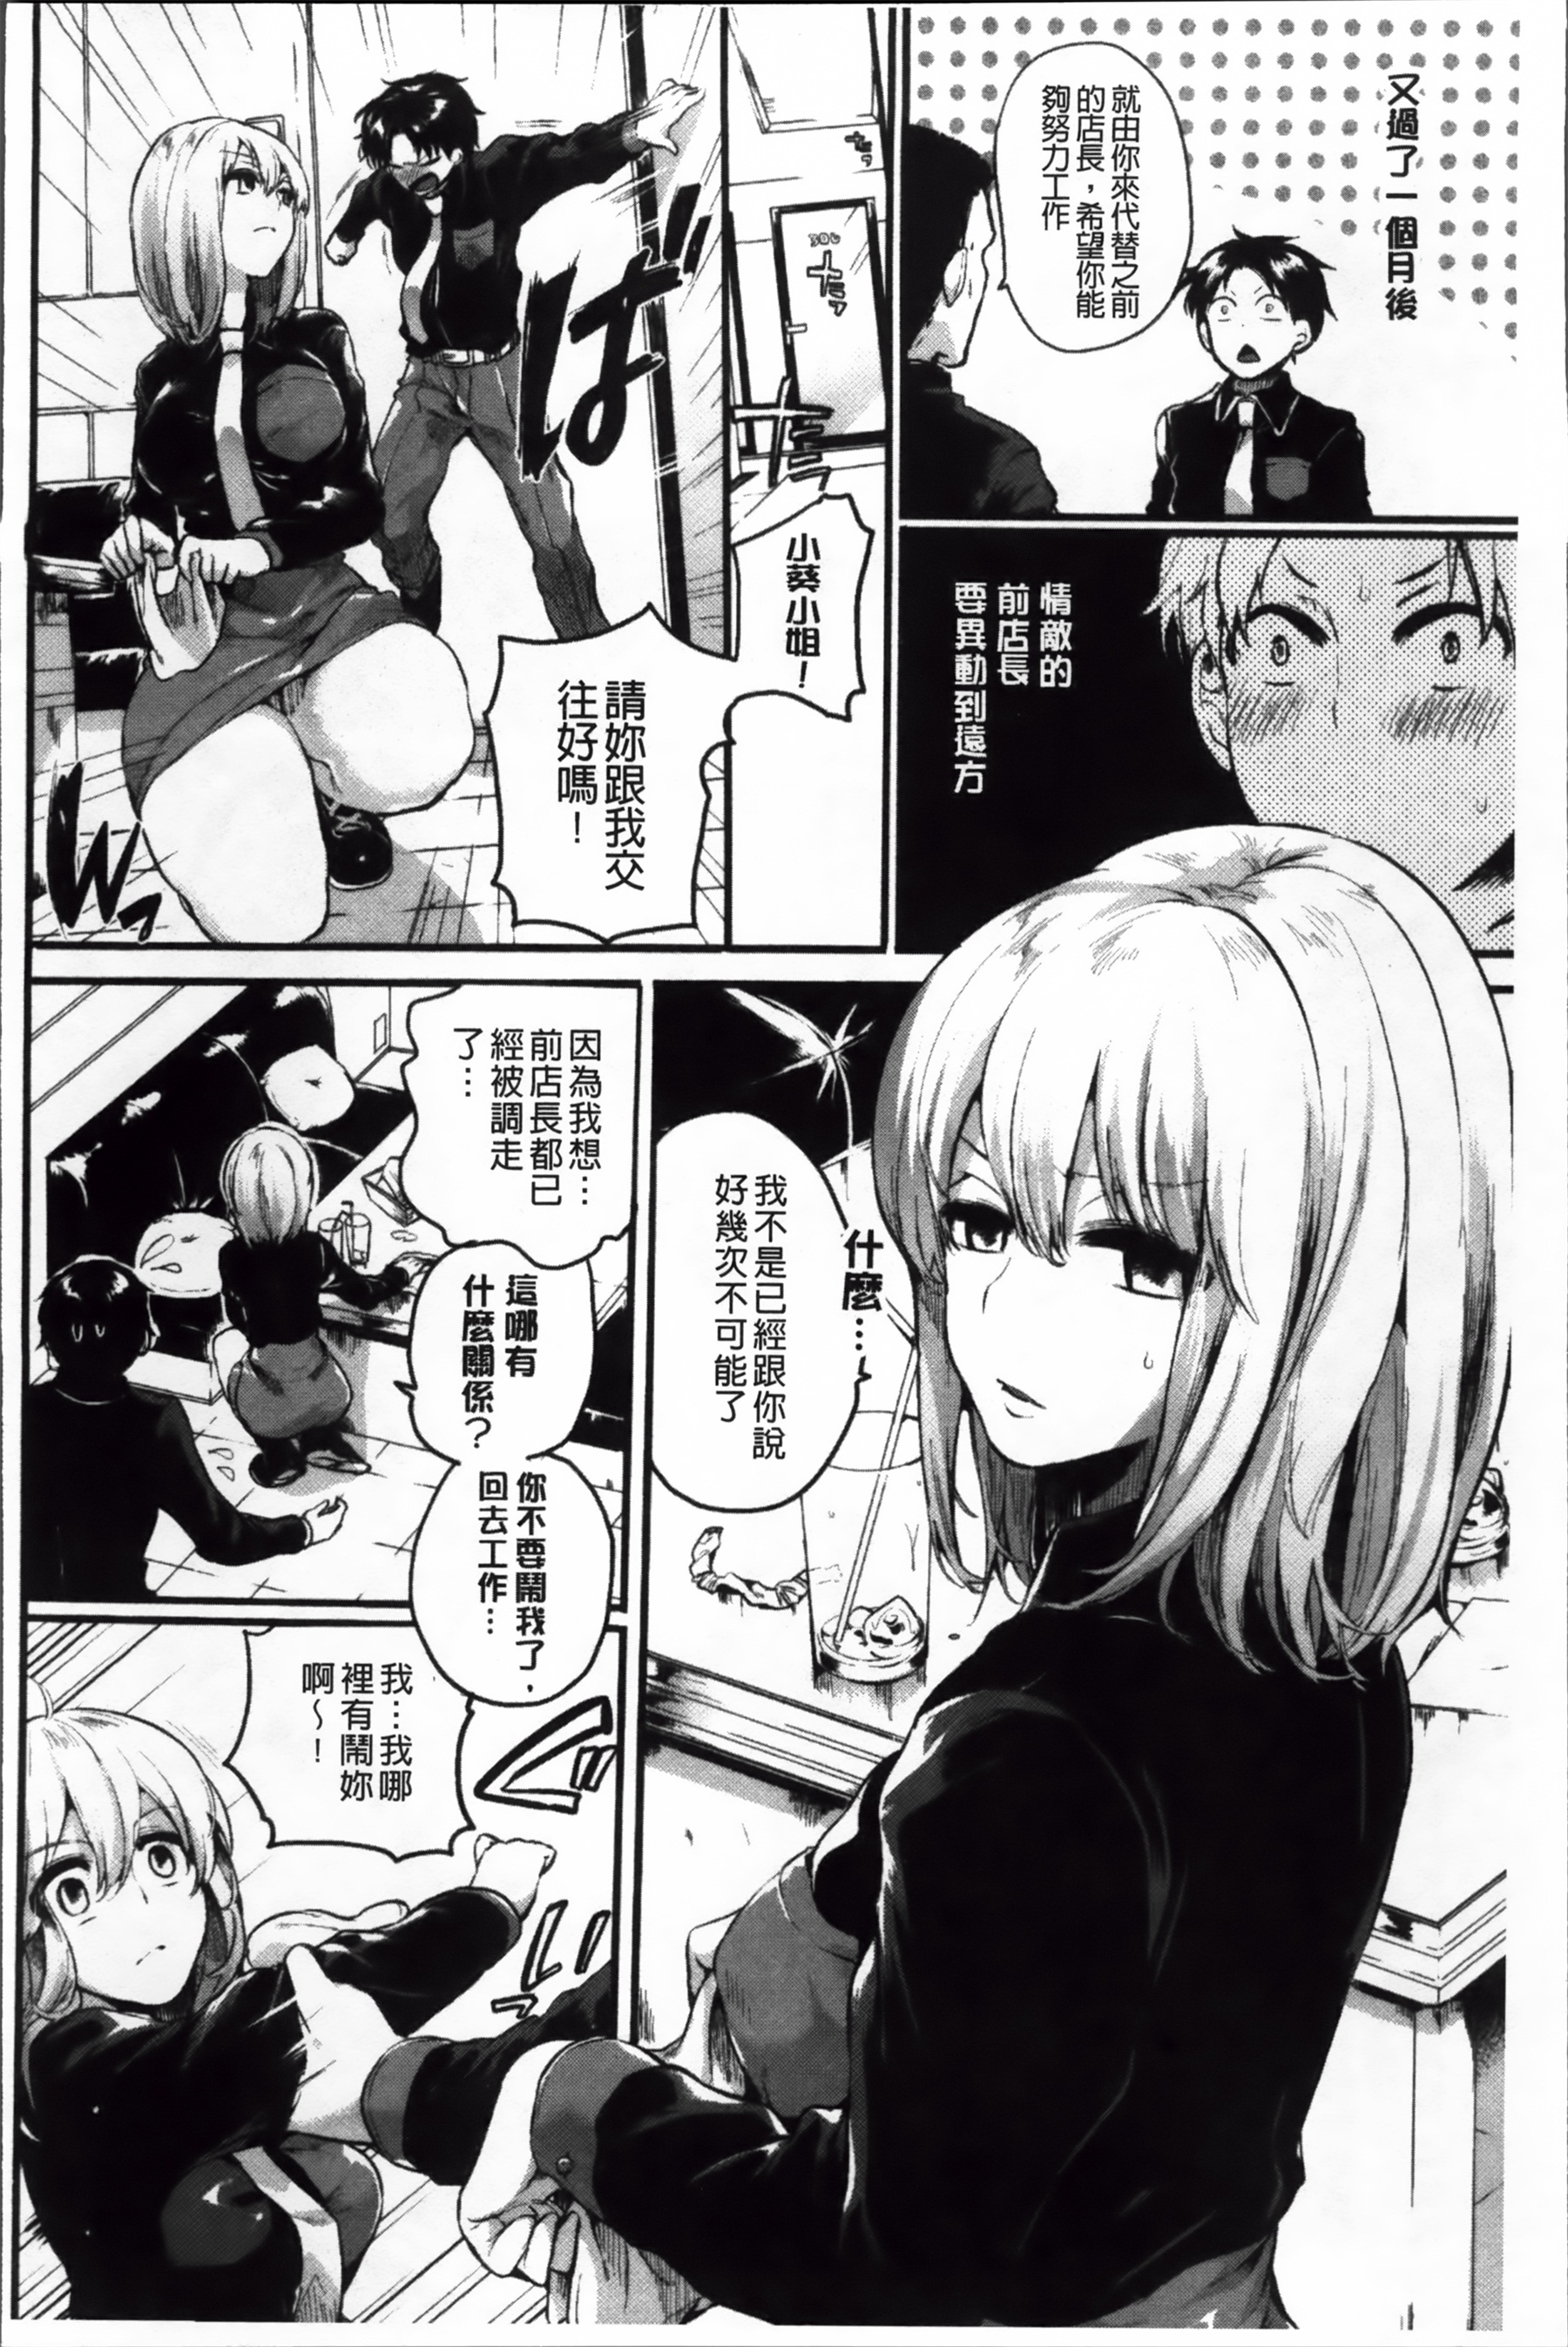 又過了一個月後
就由你來代替之前
的店長，希望你能
夠努力工作
情敵的
前店長
要異動到遠方
306
小葵小姐！
請妳跟我交
往好嗎！
ば
什麼…
我不是已經跟你說
好幾次不可能了
因為我想…
前店長都已
經被調走
了…
這哪有
什麼關係？
你不要鬧我了，
回去工作…
我…我哪
裡有鬧妳
啊～！
ぐ
いっ